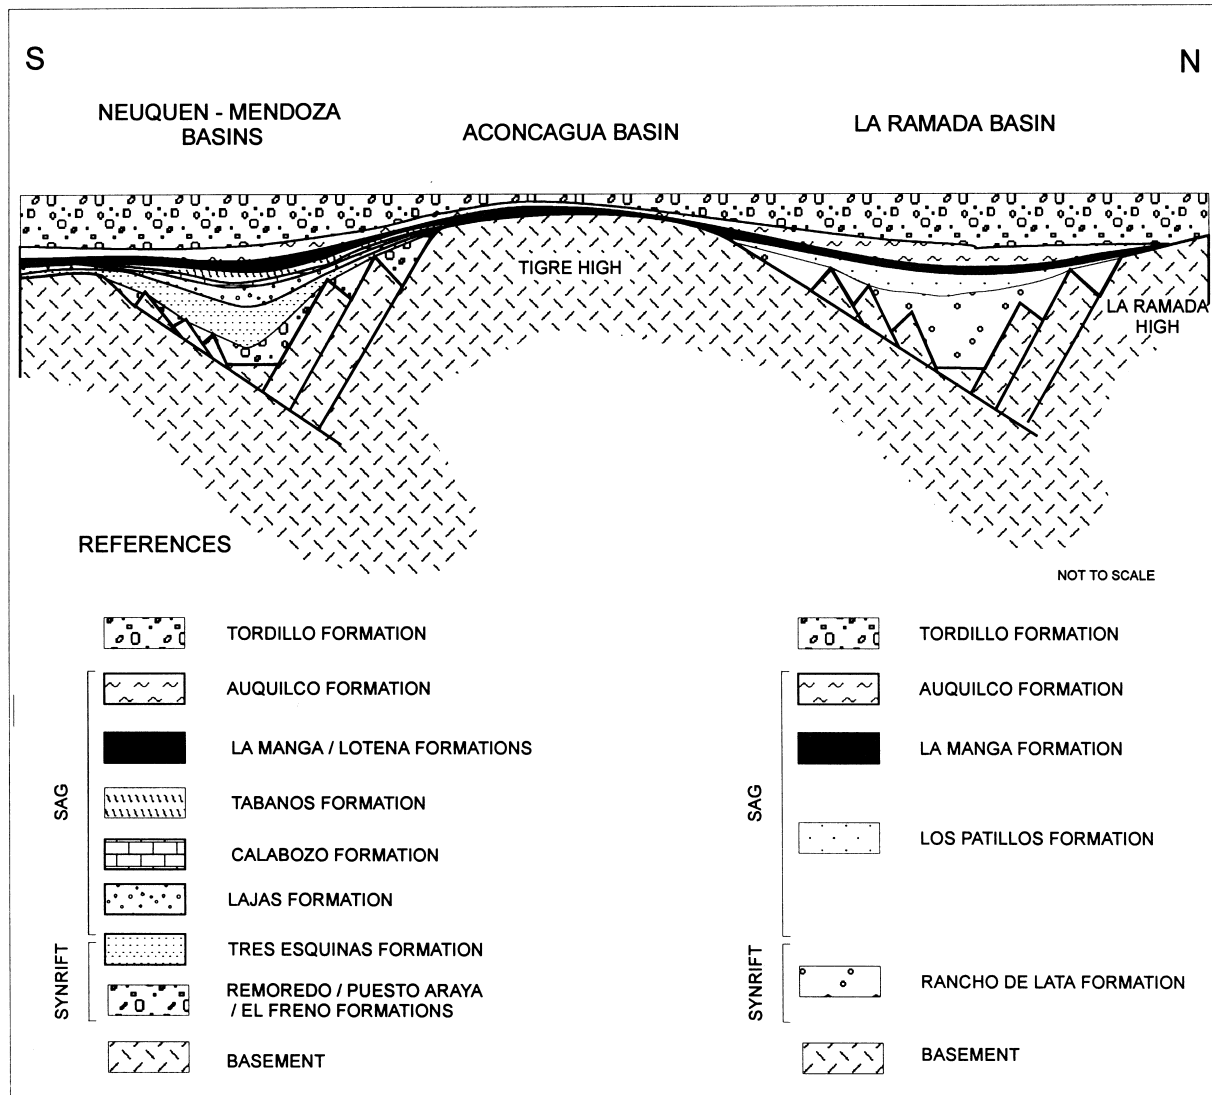 S
N
NEUQUEN - MENDOZA
BASINS
ACONCAGUA BASIN
LA RAMADA BASIN
TIGRE HIGH
LA RAMADA
HIGH
REFERENCES
NOT TO SCALE
TORDILLO FORMATION
AUQUILCO FORMATION
LA MANGA / LOTENA FORMATIONS
TABANOS FORMATION
CALABOZO FORMATION
LAJAS FORMATION
TRES ESQUINAS FORMATION
REMOREDO / PUESTO ARAYA
/ EL FRENO FORMATIONS
BASEMENT
SAG
SYNRIFT
TORDILLO FORMATION
AUQUILCO FORMATION
LA MANGA FORMATION
LOS PATILLOS FORMATION
RANCHO DE LATA FORMATION
BASEMENT
SAG
SYNRIFT